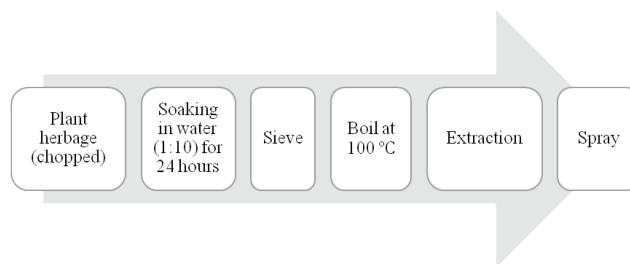 Plant
herbage
(chopped)
Soaking
in water
(1:10) for
24 hours
Sieve
Boil at
100 °C
Extraction
Spray